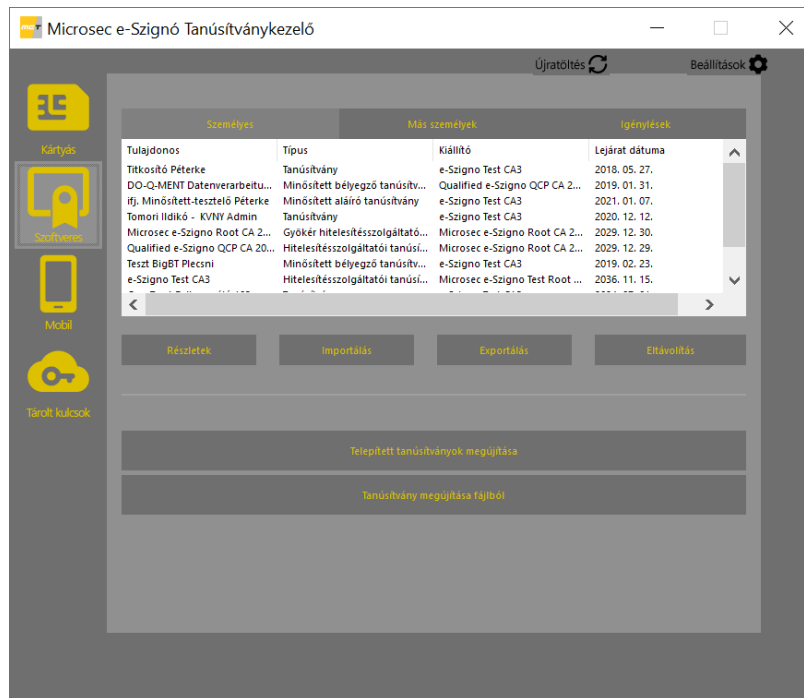 Microsec e-Szignó Tanúsítványkezelő
Újratöltés Beállítások
Kártyás
Szoftveres
Mobil
Tárolt kulcsok
Személyes Más személyek Igénylések
Tulajdonos Típus Kiállító Lejárat dátuma
Titkosító Péterke Tanúsítvány e-Szigno Test CA3 2018. 05. 27.
DO-Q-MENT Datenverarbeitu... Minősített bélyegző tanúsítv... Qualified e-Szigno QCP CA 2... 2019. 01. 31.
ifj. Minősített-tesztelő Péterke Minősített aláíró tanúsítvány e-Szigno Test CA3 2021. 01. 07.
Tomori Ildikó - KVNY Admin Tanúsítvány e-Szigno Test CA3 2020. 12. 12.
Microsec e-Szigno Root CA 2... Gyökér hitelesítésszolgáltató... Microsec e-Szigno Root CA 2... 2029. 12. 30.
Qualified e-Szigno QCP CA 20... Hitelesítésszolgáltatói tanúsí... Microsec e-Szigno Root CA 2... 2029. 12. 29.
Teszt BigBT Plecsni Minősített bélyegző tanúsítv... e-Szigno Test CA3 2019. 02. 23.
e-Szigno Test CA3 Hitelesítésszolgáltatói tanúsí... Microsec e-Szigno Test Root ... 2036. 11. 15.
Részletek Importálás Exportálás Eltávolítás
Telepített tanúsítványok megújítása
Tanúsítvány megújítása fájlból